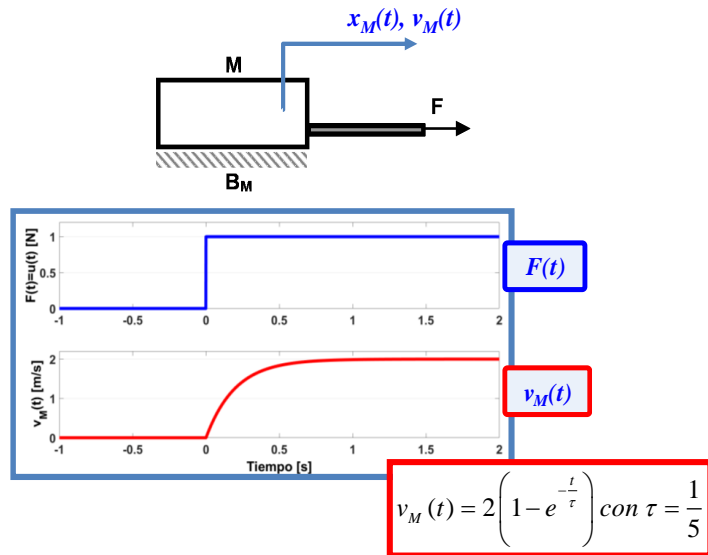 x_M(t), v_M(t)
M
F
B_M
F(t)=u(t) [N]
1
0.5
0
-1 -0.5 0 0.5 1 1.5 2
F(t)
v_M(t) [m/s]
2
1
0
-1 -0.5 0 0.5 1 1.5 2
Tiempo [s]
v_M(t)
v_M (t) = 2(1 − e^{−t/τ}) con τ = 1/5